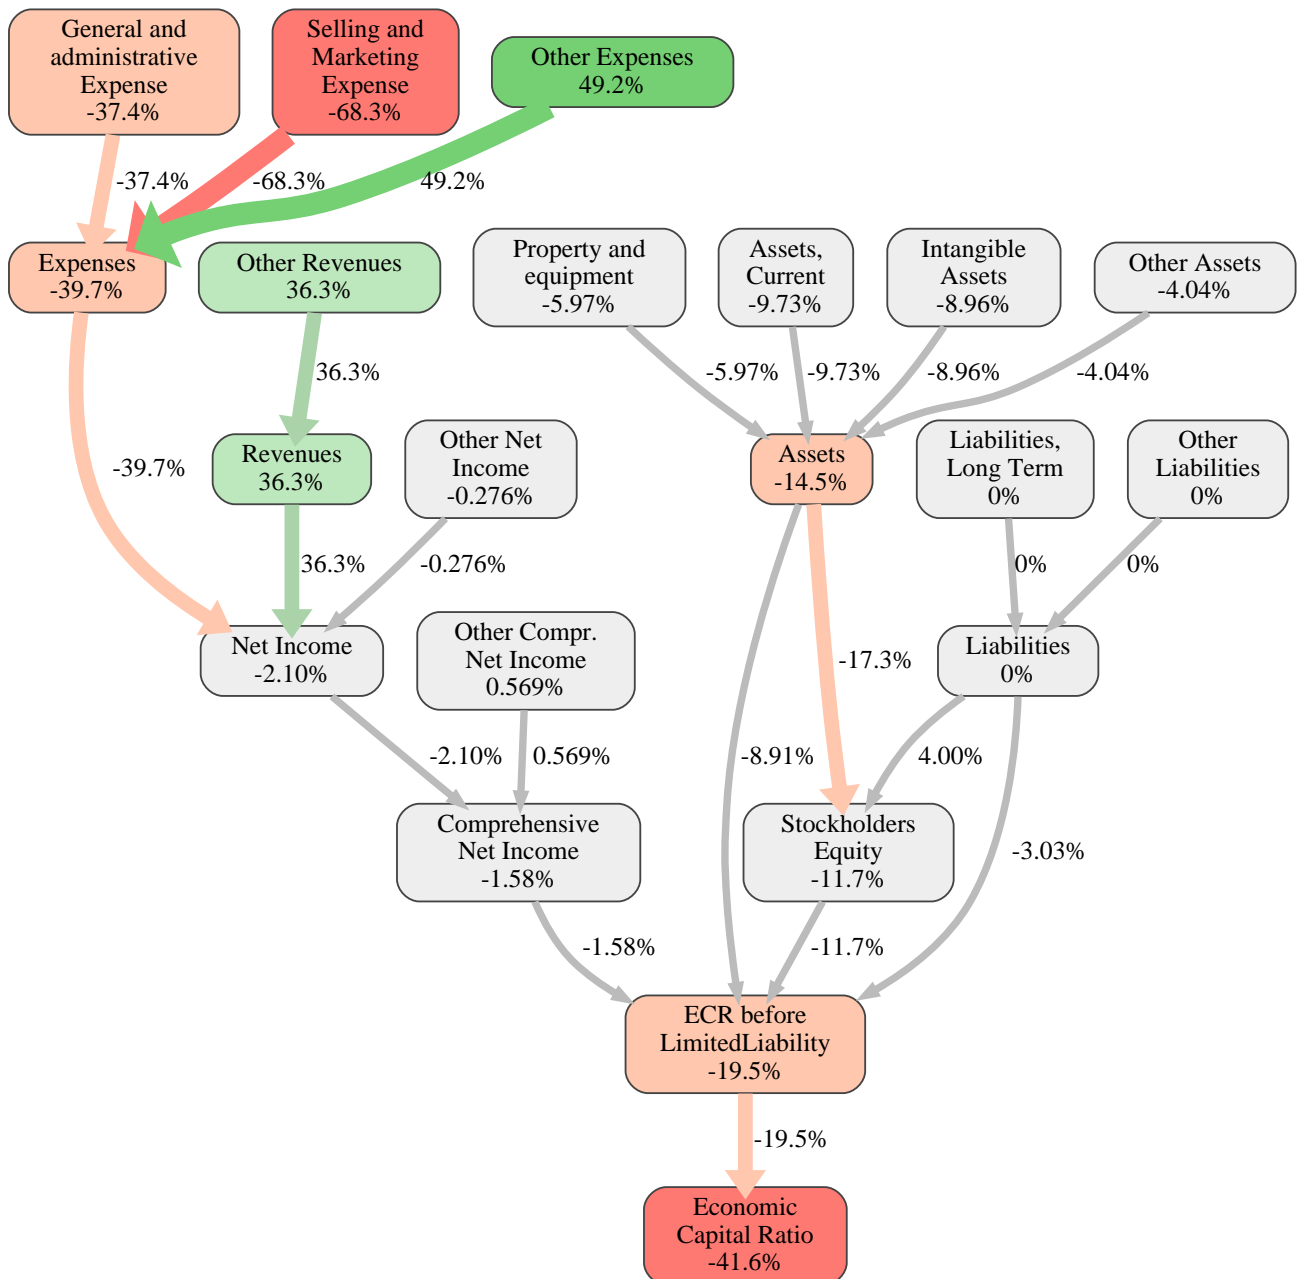 General and
administrative
Expense
-37.4%
Selling and
Marketing
Expense
-68.3%
Other Expenses
49.2%
-37.4%
-68.3%
49.2%
Expenses
-39.7%
Other Revenues
36.3%
Property and
equipment
-5.97%
Assets,
Current
-9.73%
Intangible
Assets
-8.96%
Other Assets
-4.04%
36.3%
-5.97%
-9.73%
-8.96%
-4.04%
-39.7%
Revenues
36.3%
Other Net
Income
-0.276%
Assets
-14.5%
Liabilities,
Long Term
0%
Other
Liabilities
0%
36.3%
-0.276%
0%
0%
Net Income
-2.10%
Other Compr.
Net Income
0.569%
-17.3%
Liabilities
0%
-2.10%
0.569%
-8.91%
4.00%
Comprehensive
Net Income
-1.58%
Stockholders
Equity
-11.7%
-3.03%
-1.58%
-11.7%
ECR before
LimitedLiability
-19.5%
-19.5%
Economic
Capital Ratio
-41.6%